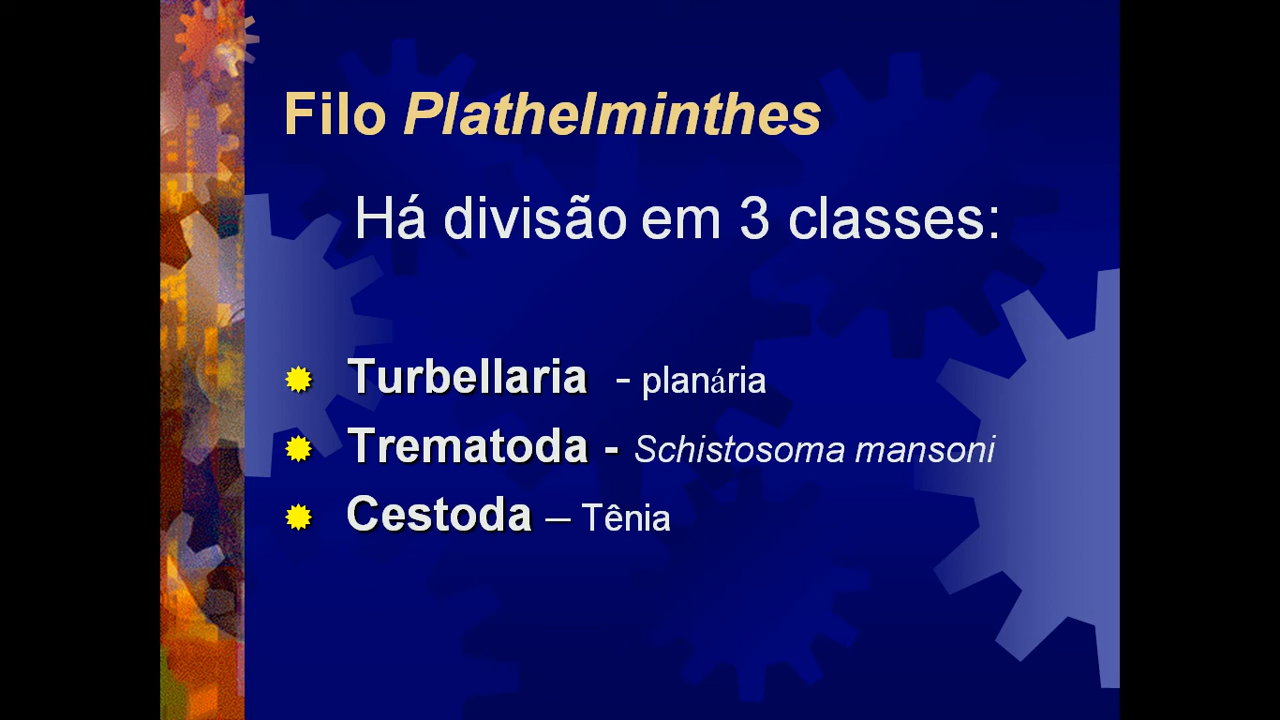 Filo Plathelminthes
Há divisão em 3 classes:
Turbellaria - planária
Trematoda - Schistosoma mansoni
Cestoda – Tênia